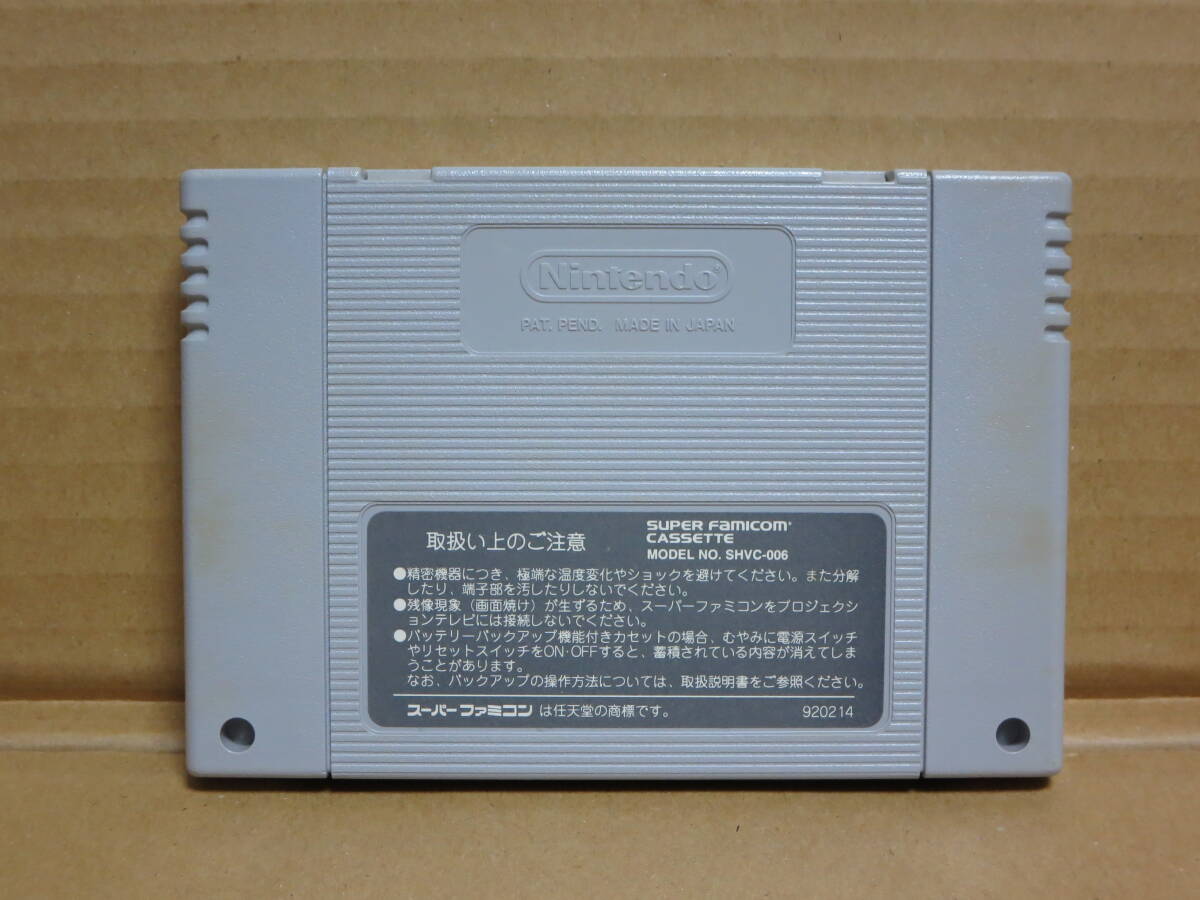 Nintendo®
PAT. PEND. MADE IN JAPAN
取扱い上のご注意
SUPER FAMICOM®
CASSETTE
MODEL NO. SHVC-006
●精密機器につき、極端な温度変化やショックを避けてください。また分解
したり、端子部を汚したりしないでください。
●残像現象（画面焼け）が生ずるため、スーパーファミコンをプロジェクシ
ョンテレビには接続しないでください。
●バッテリーバックアップ機能付きカセットの場合、むやみに電源スイッチ
やリセットスイッチをON・OFFすると、蓄積されている内容が消えてしま
うことがあります。
なお、バックアップの操作方法については、取扱説明書をご参照ください。
スーパーファミコンは任天堂の商標です。 920214